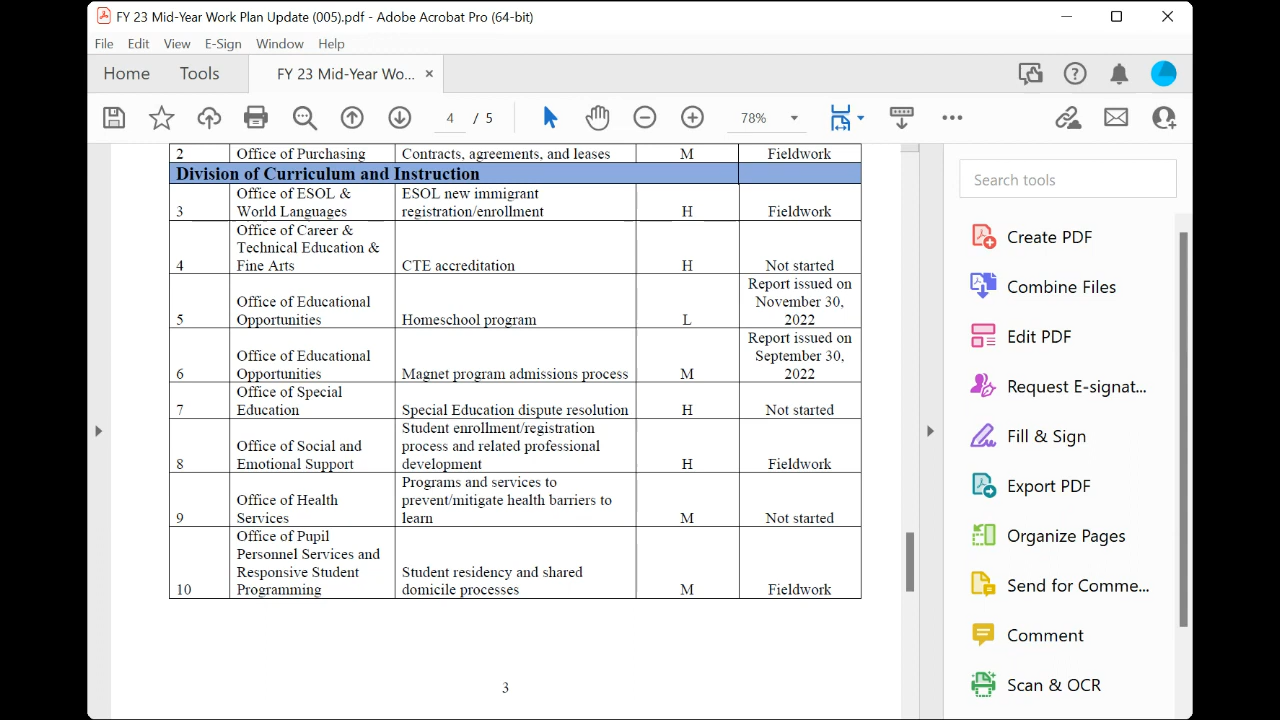 FY 23 Mid-Year Work Plan Update (005).pdf - Adobe Acrobat Pro (64-bit)
File Edit View E-Sign Window Help
Home Tools FY 23 Mid-Year Wo... ×
4 / 5 78%
2 Office of Purchasing Contracts, agreements, and leases M Fieldwork
Division of Curriculum and Instruction
Office of ESOL & ESOL new immigrant
3 World Languages registration/enrollment H Fieldwork
Office of Career &
Technical Education &
4 Fine Arts CTE accreditation H Not started
Report issued on
Office of Educational November 30,
5 Opportunities Homeschool program L 2022
Report issued on
Office of Educational September 30,
6 Opportunities Magnet program admissions process M 2022
Office of Special
7 Education Special Education dispute resolution H Not started
Student enrollment/registration
Office of Social and process and related professional
8 Emotional Support development H Fieldwork
Programs and services to
Office of Health prevent/mitigate health barriers to
9 Services learn M Not started
Office of Pupil
Personnel Services and
Responsive Student Student residency and shared
10 Programming domicile processes M Fieldwork
3
Search tools
Create PDF
Combine Files
Edit PDF
Request E-signat...
Fill & Sign
Export PDF
Organize Pages
Send for Comme...
Comment
Scan & OCR